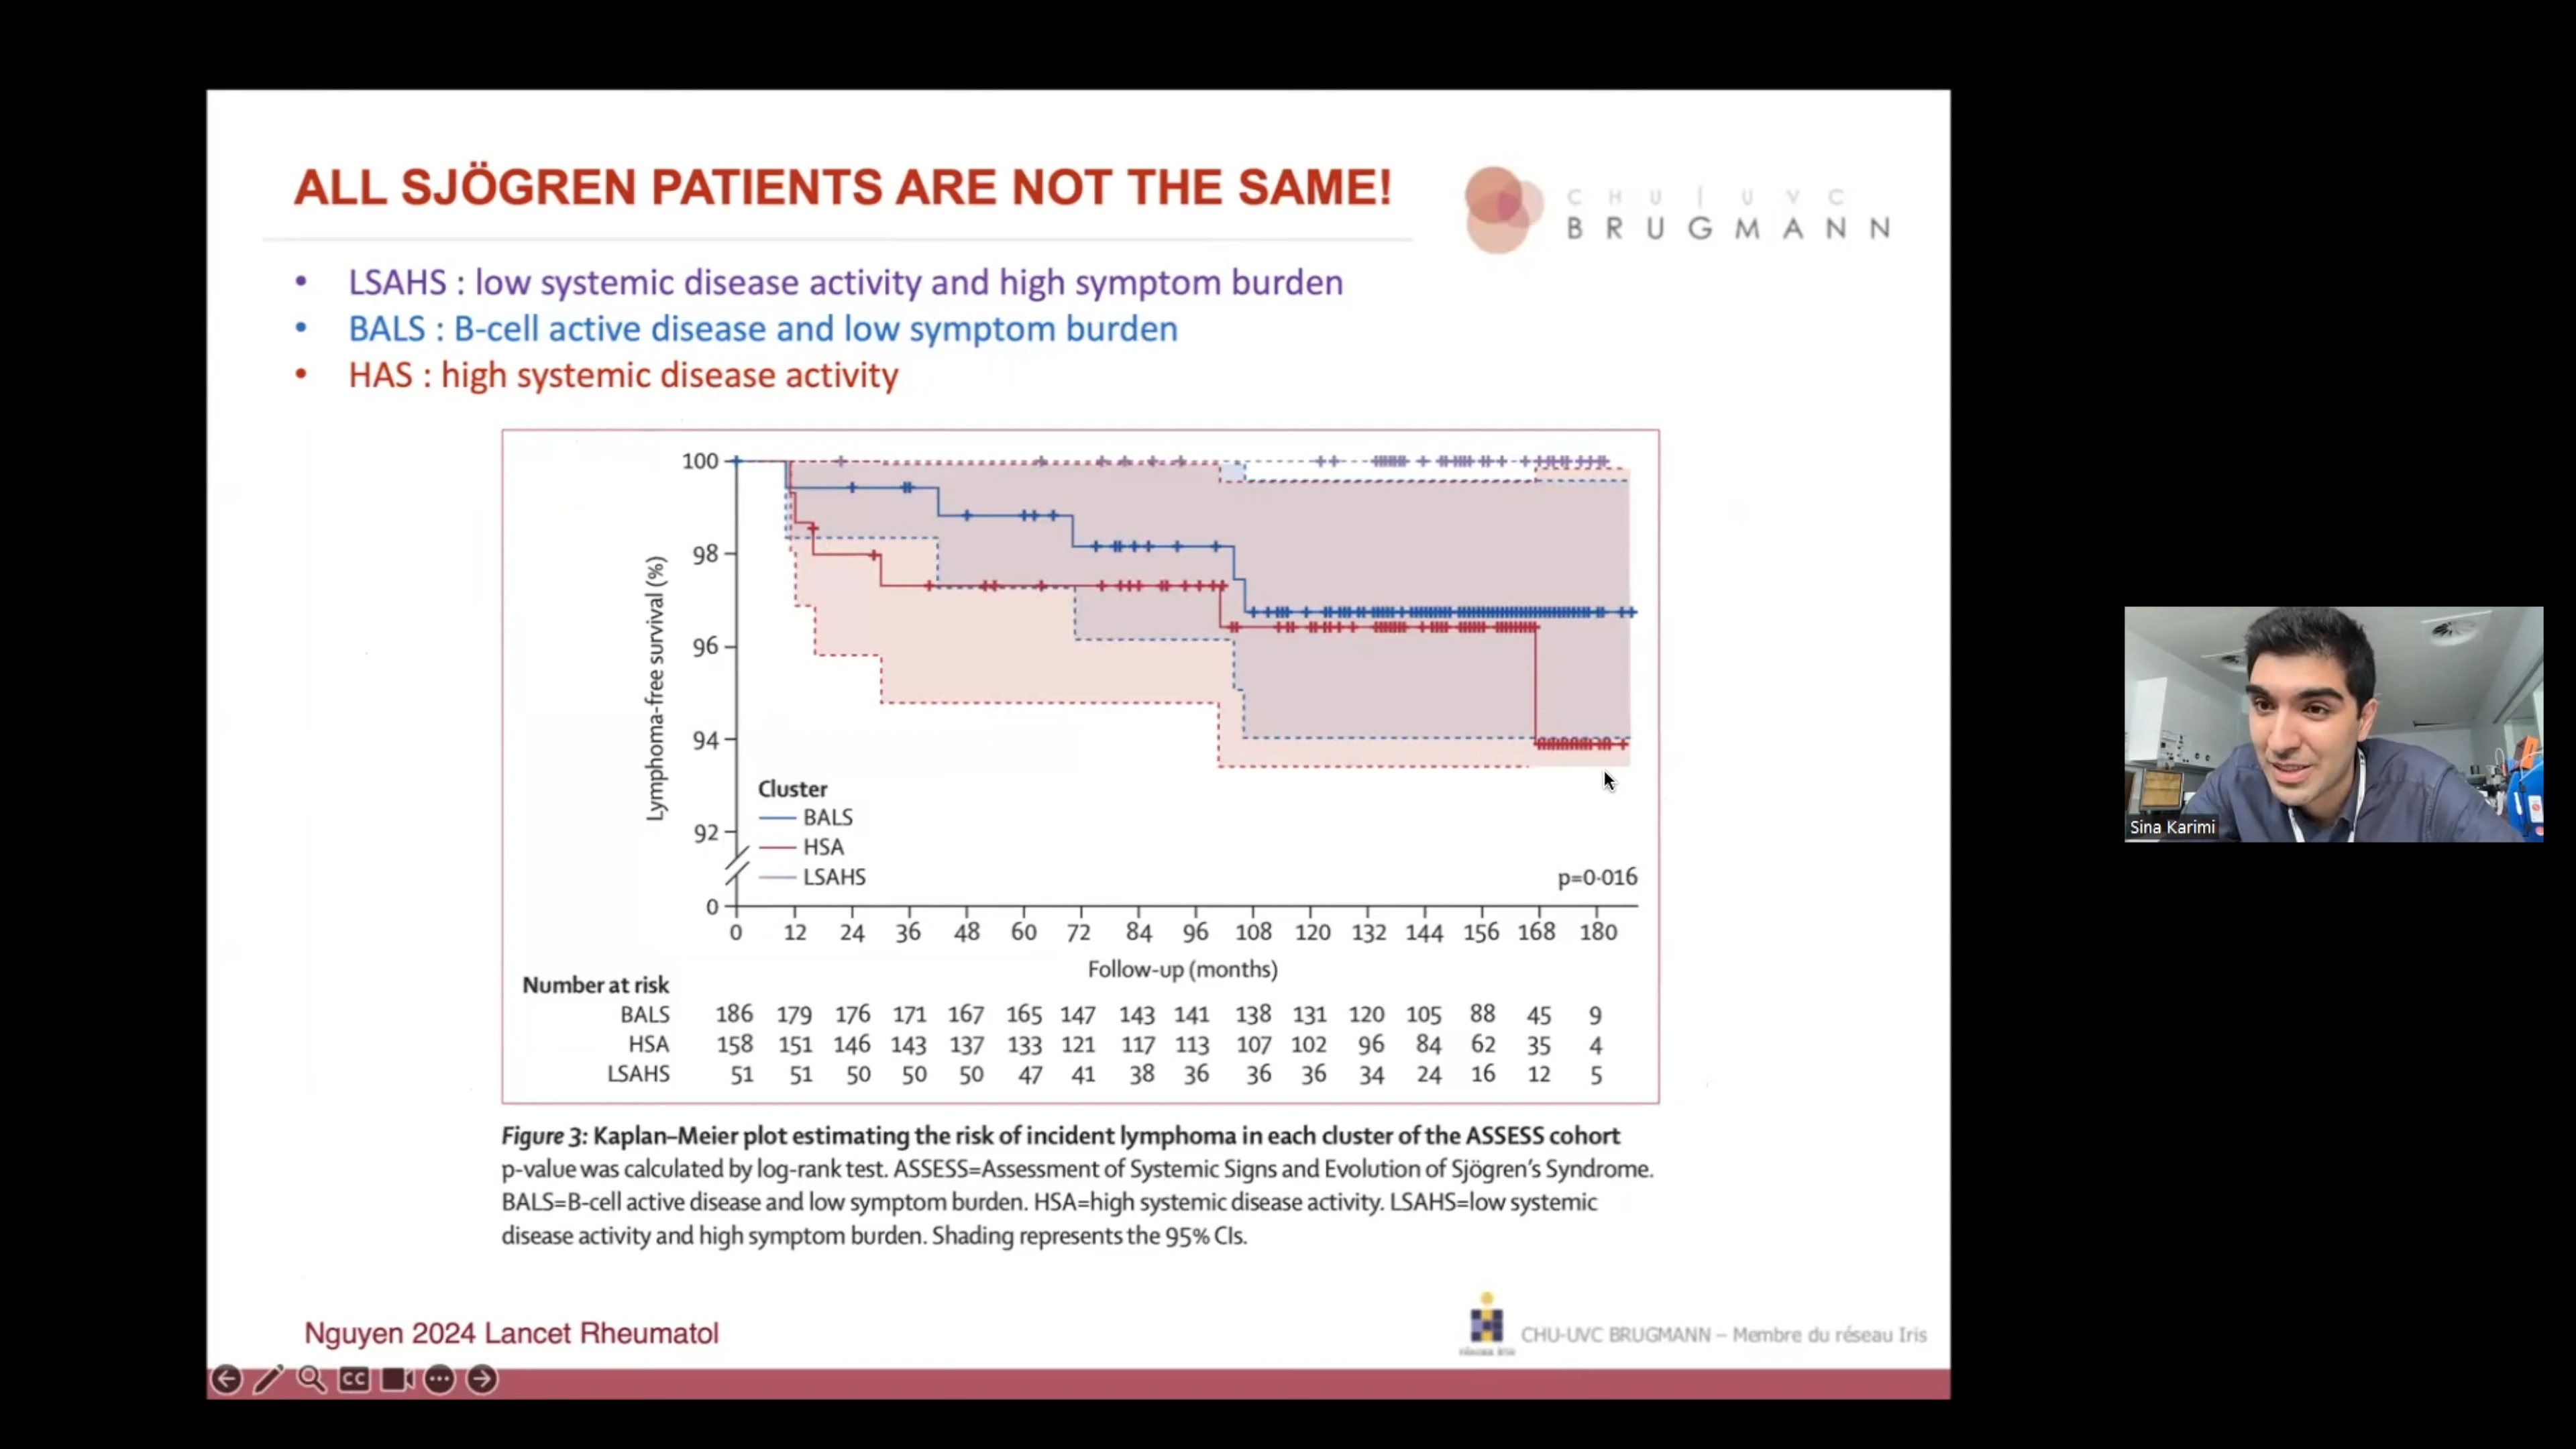 ALL SJÖGREN PATIENTS ARE NOT THE SAME!
CHU | UVC
BRUGMANN
• LSAHS : low systemic disease activity and high symptom burden
• BALS : B-cell active disease and low symptom burden
• HAS : high systemic disease activity
Lymphoma-free survival (%)
100
98
96
94
92
0
Cluster
BALS
HSA
LSAHS
p=0·016
0 12 24 36 48 60 72 84 96 108 120 132 144 156 168 180
Follow-up (months)
Number at risk
BALS 186 179 176 171 167 165 147 143 141 138 131 120 105 88 45 9
HSA 158 151 146 143 137 133 121 117 113 107 102 96 84 62 35 4
LSAHS 51 51 50 50 50 47 41 38 36 36 36 34 24 16 12 5
Figure 3: Kaplan–Meier plot estimating the risk of incident lymphoma in each cluster of the ASSESS cohort
p-value was calculated by log-rank test. ASSESS=Assessment of Systemic Signs and Evolution of Sjögren's Syndrome.
BALS=B-cell active disease and low symptom burden. HSA=high systemic disease activity. LSAHS=low systemic
disease activity and high symptom burden. Shading represents the 95% CIs.
Nguyen 2024 Lancet Rheumatol
CHU-UVC BRUGMANN – Membre du réseau Iris
CC
Sina Karimi